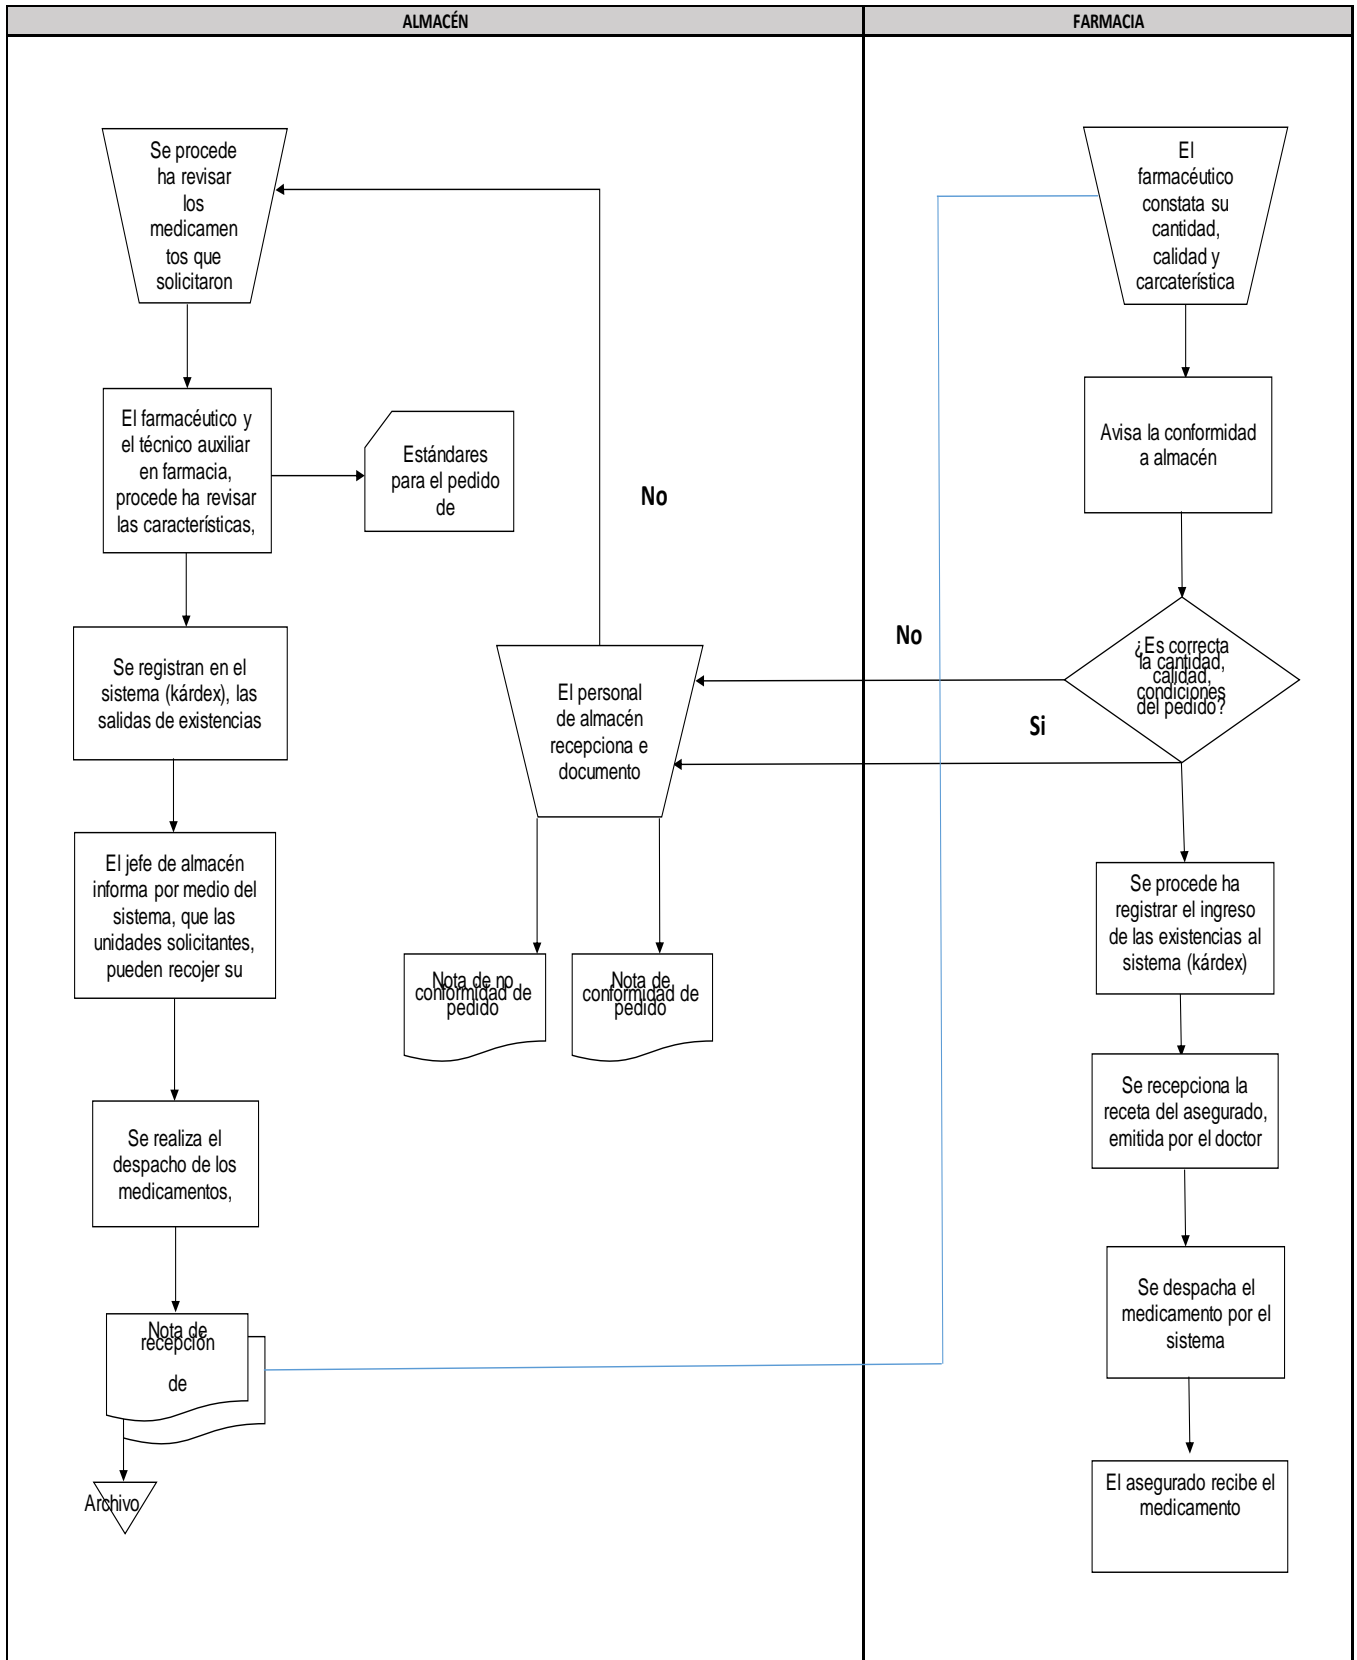 ALMACÉN
FARMACIA
Se procede
ha revisar
los
medicamen
tos que
solicitaron
El farmacéutico y
el técnico auxiliar
en farmacia,
procede ha revisar
las características,
Estándares
para el pedido
de
No
Se registran en el
sistema (kárdex), las
salidas de existencias
El personal
de almacén
recepciona e
documento
El jefe de almacén
informa por medio del
sistema, que las
unidades solicitantes,
pueden recojer su
Nota de no
conformidad de
pedido
Nota de
conformidad de
pedido
Se realiza el
despacho de los
medicamentos,
Nota de
recepción
de
Archivo
El
farmacéutico
constata su
cantidad,
calidad y
carcaterística
Avisa la conformidad
a almacén
No
¿Es correcta
la cantidad,
calidad,
condiciones
del pedido?
Si
Se procede ha
registrar el ingreso
de las existencias al
sistema (kárdex)
Se recepciona la
receta del asegurado,
emitida por el doctor
Se despacha el
medicamento por el
sistema
El asegurado recibe el
medicamento